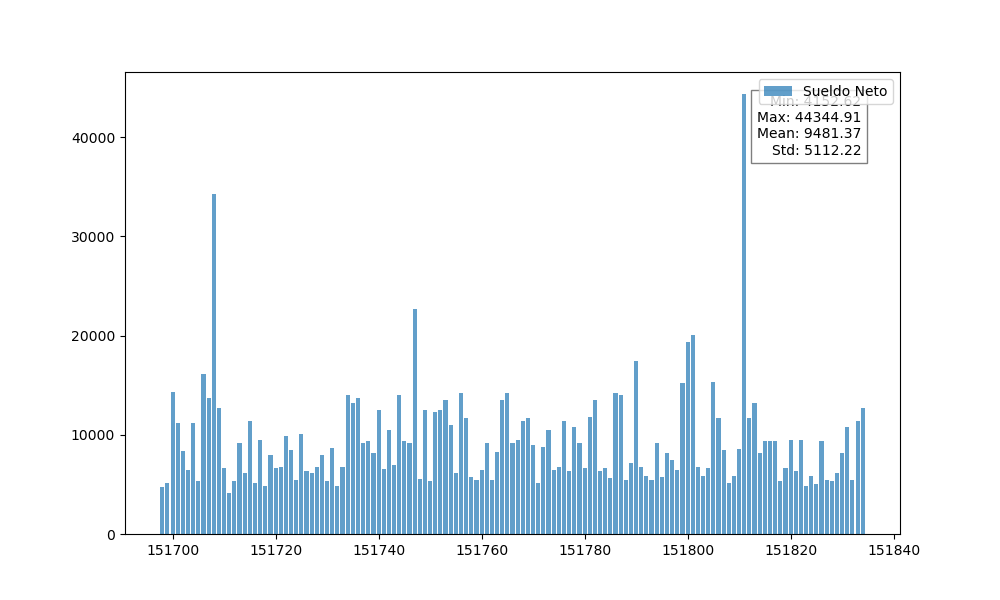 Sueldo Neto
Min: 4152.62
Max: 44344.91
Mean: 9481.37
Std: 5112.22
40000
30000
20000
10000
0
151700 151720 151740 151760 151780 151800 151820 151840